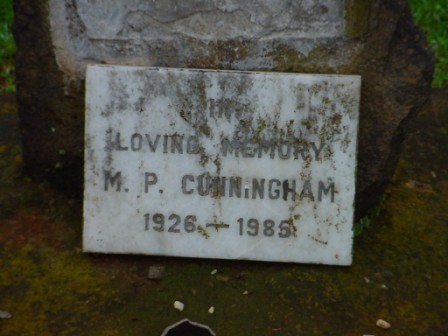 IN
LOVING MEMORY
M. P. CUNNINGHAM
1926 — 1985